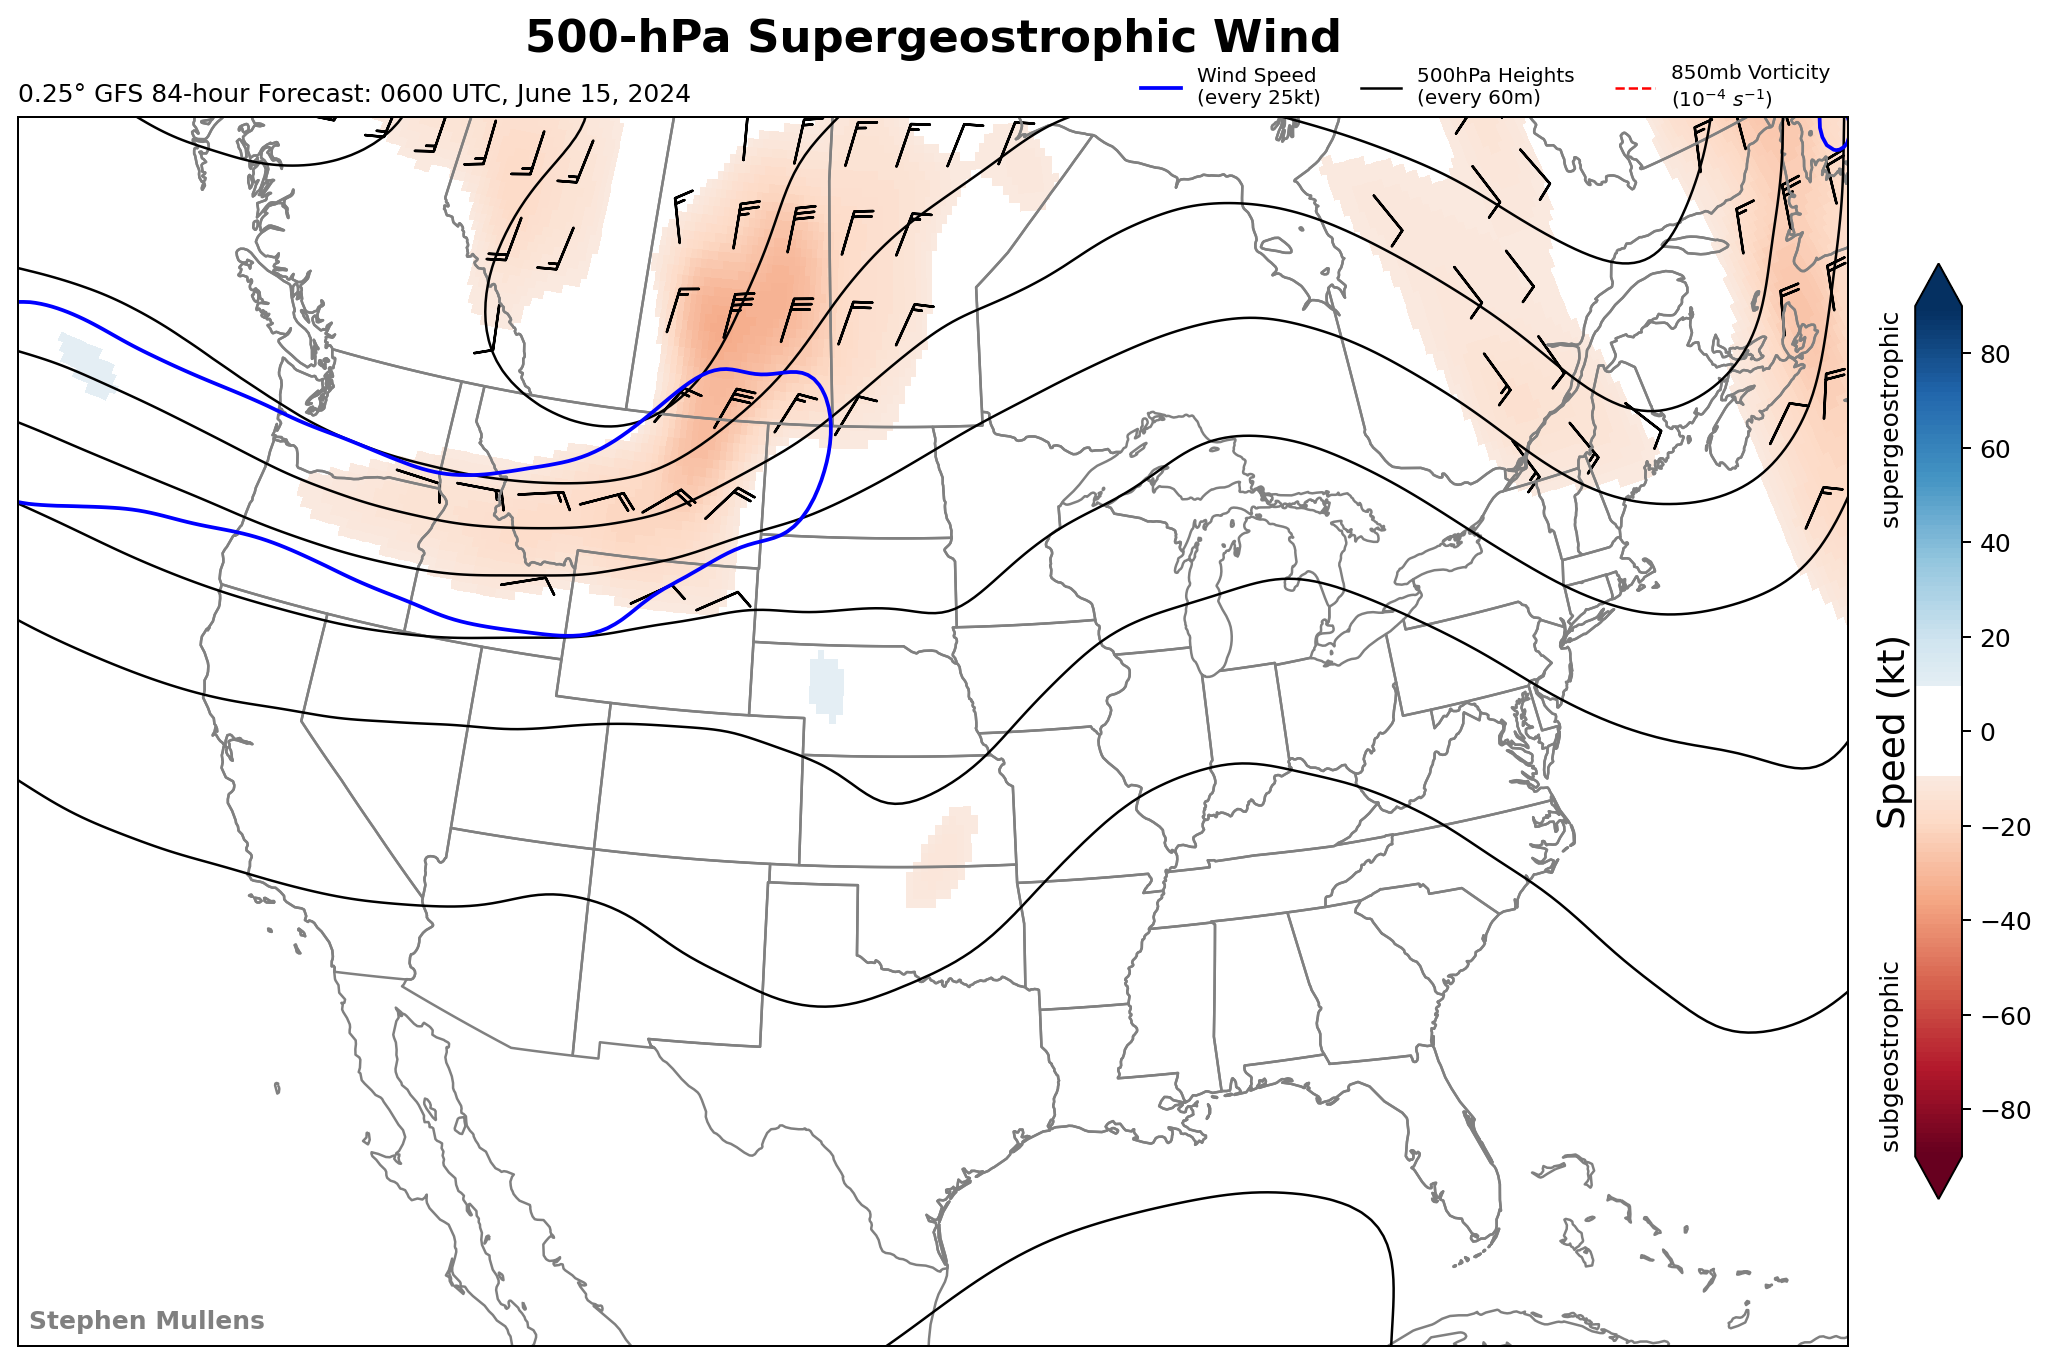 500-hPa Supergeostrophic Wind
0.25° GFS 84-hour Forecast: 0600 UTC, June 15, 2024
Wind Speed
(every 25kt)
500hPa Heights
(every 60m)
850mb Vorticity
(10⁻⁴ s⁻¹)
supergeostrophic
Speed (kt)
subgeostrophic
80
60
40
20
0
−20
−40
−60
−80
Stephen Mullens